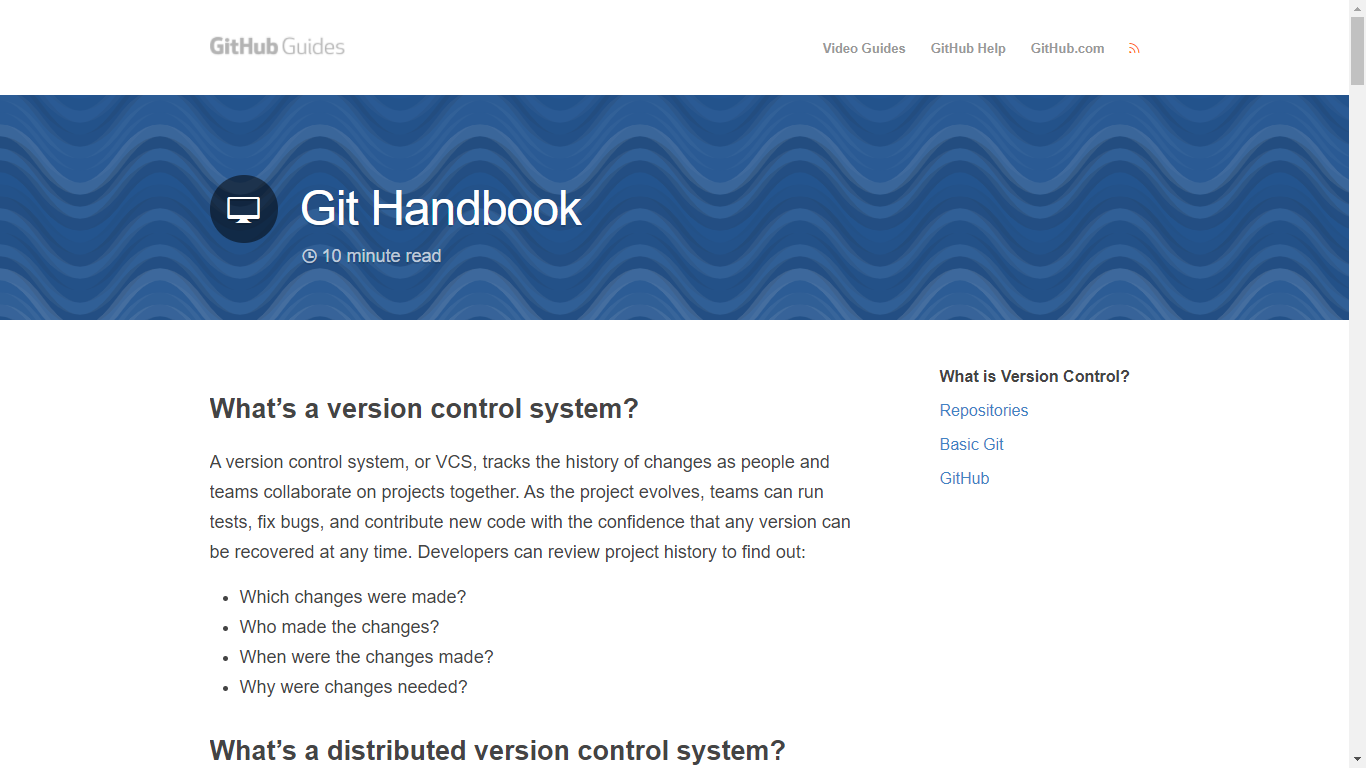 GitHub Guides
Video Guides GitHub Help GitHub.com
Git Handbook
10 minute read
What is Version Control?
Repositories
Basic Git
GitHub
What’s a version control system?
A version control system, or VCS, tracks the history of changes as people and
teams collaborate on projects together. As the project evolves, teams can run
tests, fix bugs, and contribute new code with the confidence that any version can
be recovered at any time. Developers can review project history to find out:
• Which changes were made?
• Who made the changes?
• When were the changes made?
• Why were changes needed?
What’s a distributed version control system?